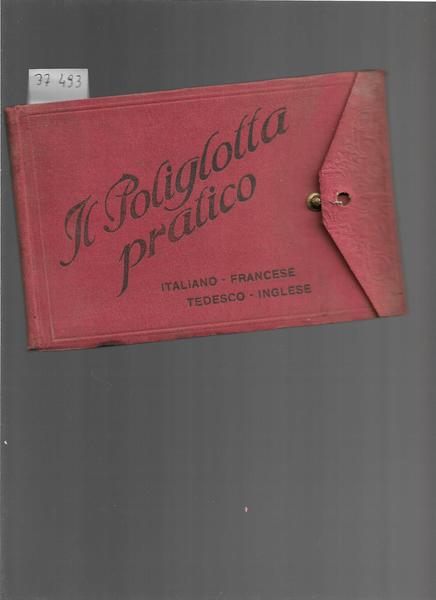 37 493
Il Poliglotta
pratico
ITALIANO - FRANCESE
TEDESCO - INGLESE